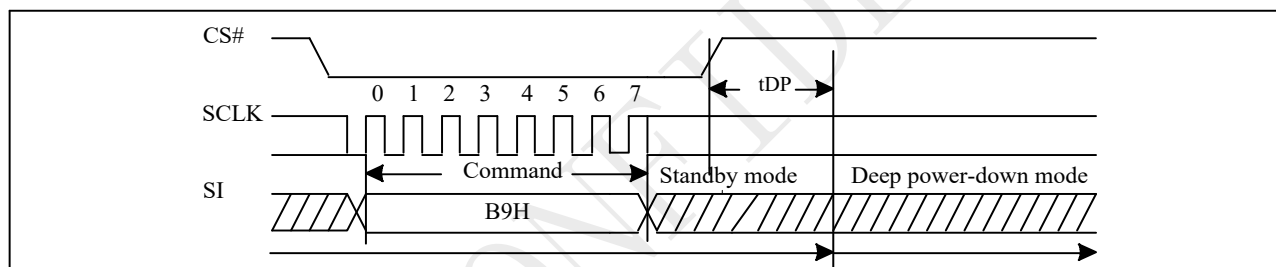 CS#
tDP
0 1 2 3 4 5 6 7
SCLK
Command
Standby mode Deep power-down mode
SI
B9H